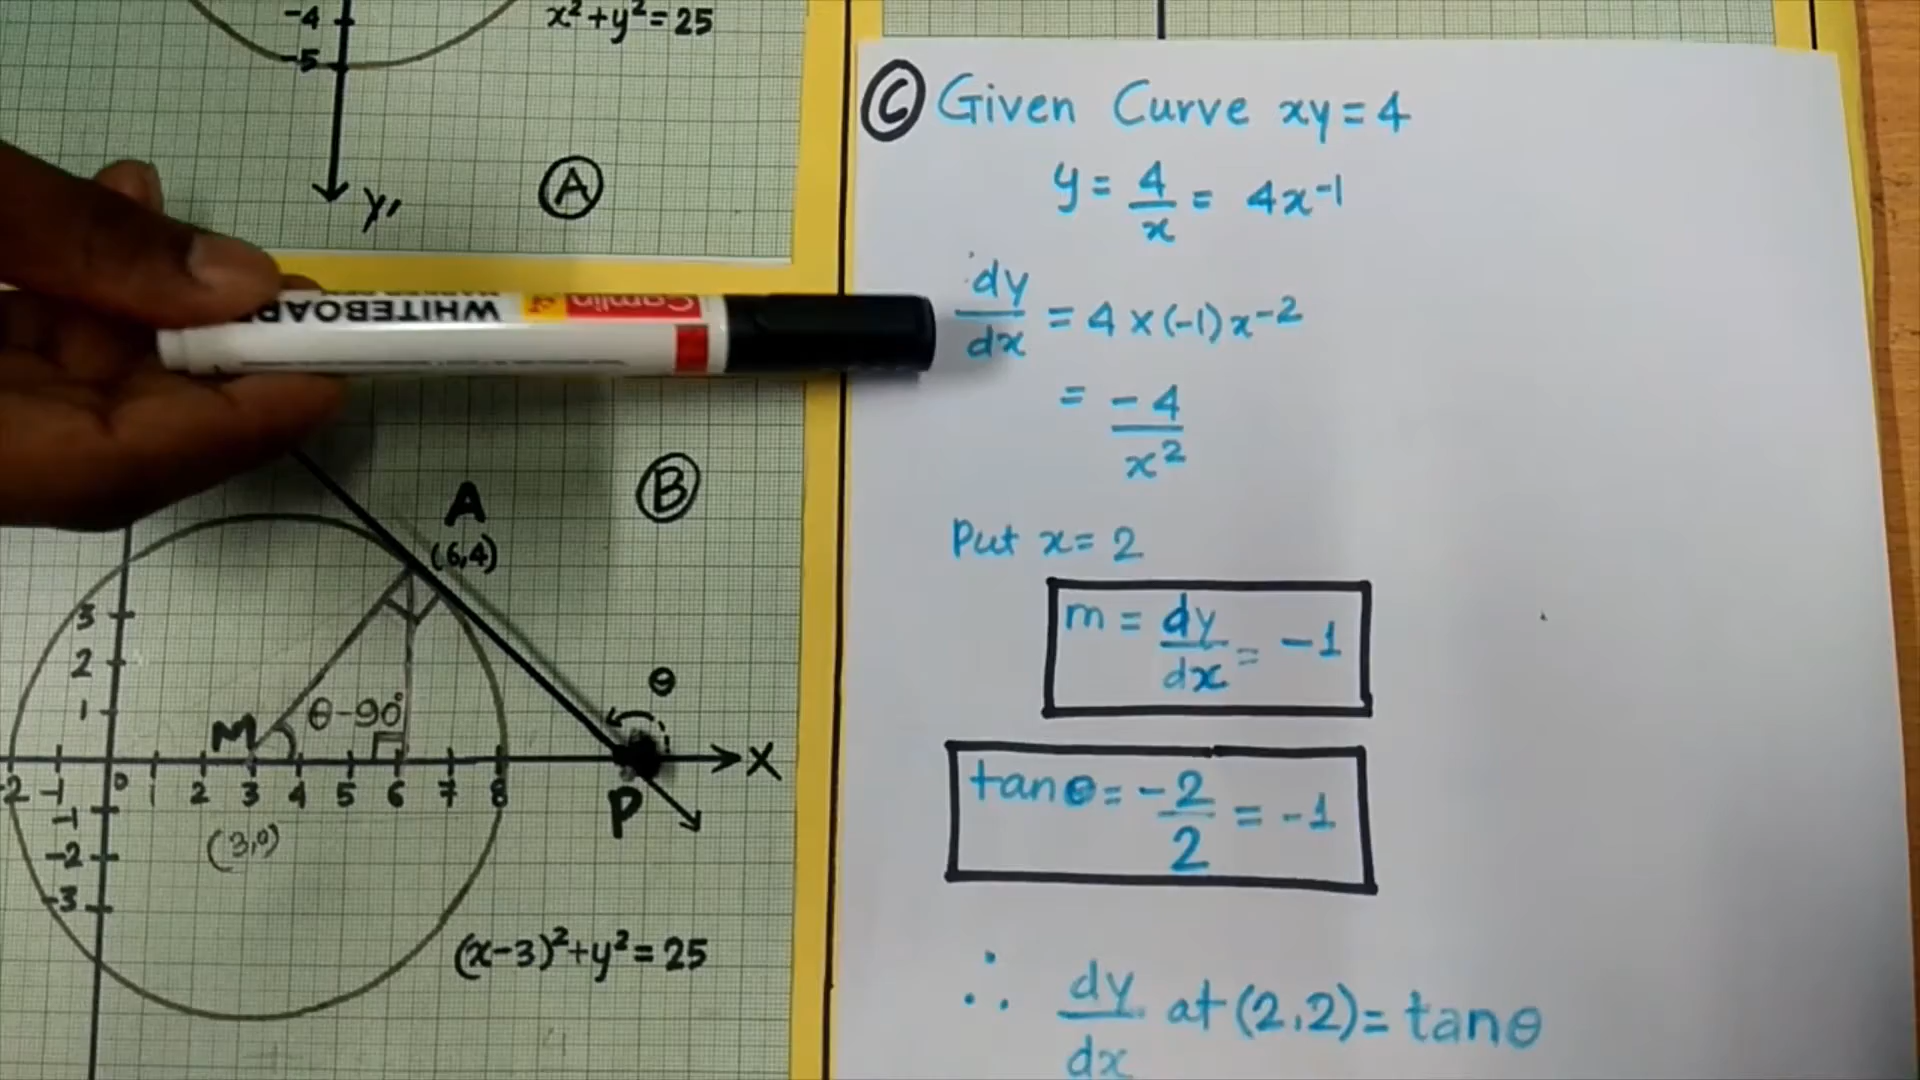 -4
x²+y²=25
-5
Y'
A
WHITEBOARD
Camlin
B
A
(6,4)
3
2
1
θ
M
θ-90°
X
-2 -1 0 1 2 3 4 5 6 7 8
P
-1
(3,0)
-2
-3
(x-3)²+y²=25
C Given Curve xy=4
y = 4/x = 4x⁻¹
dy/dx = 4×(-1)x⁻²
= -4/x²
Put x=2
m = dy/dx = -1
tanθ = -2/2 = -1
∴ dy/dx at (2,2)= tanθ